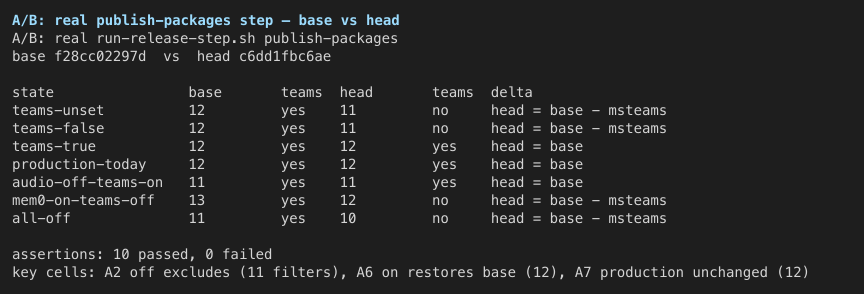 A/B: real publish-packages step — base vs head
A/B: real run-release-step.sh publish-packages
base f28cc02297d  vs  head c6dd1fbc6ae
state base teams head teams delta
teams-unset 12 yes 11 no head = base - msteams
teams-false 12 yes 11 no head = base - msteams
teams-true 12 yes 12 yes head = base
production-today 12 yes 12 yes head = base
audio-off-teams-on 11 yes 11 yes head = base
mem0-on-teams-off 13 yes 12 no head = base - msteams
all-off 11 yes 10 no head = base - msteams
assertions: 10 passed, 0 failed
key cells: A2 off excludes (11 filters), A6 on restores base (12), A7 production unchanged (12)